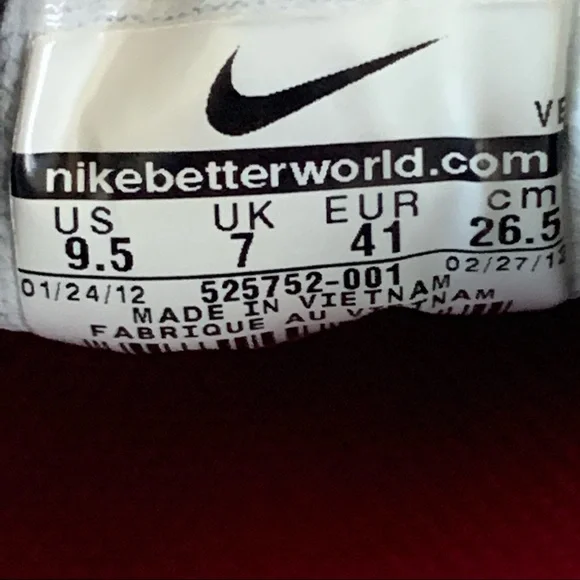 VE
nikebetterworld.com
US UK EUR cm
9.5 7 41 26.5
01/24/12 525752-001 02/27/12
MADE IN VIETNAM
FABRIQUE AU VIETNAM